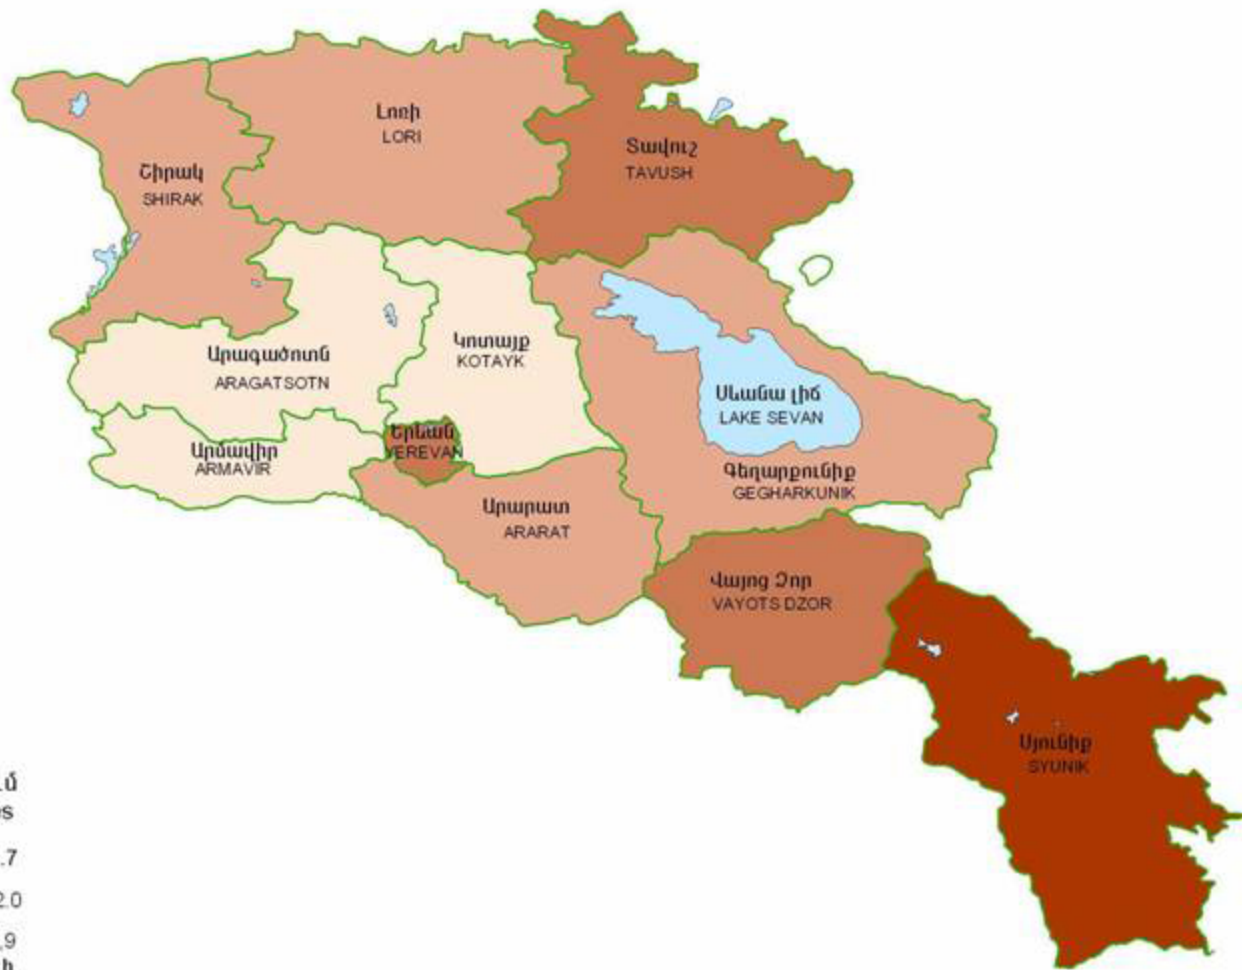 Լոռի
LORI
Տավուշ
TAVUSH
Շիրակ
SHIRAK
Արագածոտն
ARAGATSOTN
Կոտայք
KOTAYK
Սևանա լիճ
LAKE SEVAN
Երևան
YEREVAN
Արմավիր
ARMAVIR
Գեղարքունիք
GEGHARKUNIK
Արարատ
ARARAT
Վայոց Ձոր
VAYOTS DZOR
Սյունիք
SYUNIK